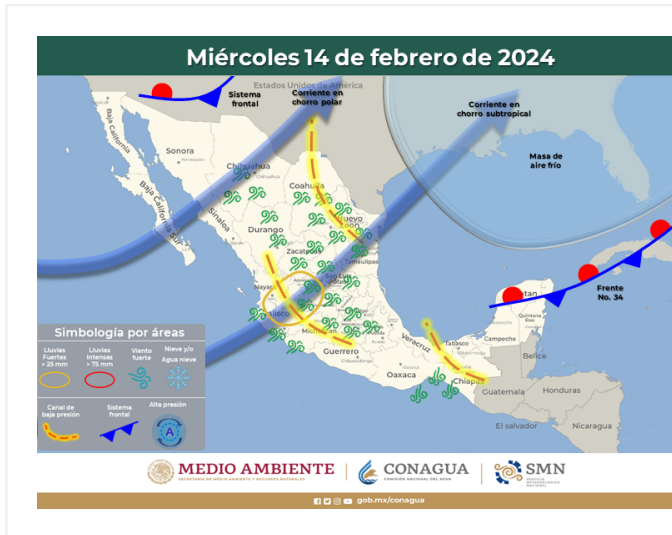 Miércoles 14 de febrero de 2024
Estados Unidos de América
Sistema
frontal
Corriente en
chorro polar
Corriente en
chorro subtropical
Masa de
aire frío
Baja California
Baja California Sur
Sonora
Chihuahua
Chihuahua
Coahuila
Nuevo
León
Sinaloa
Durango
Zacatecas
Tamaulipas
San Luis
Nayarit
Jalisco
Michoacán
Guerrero
Oaxaca
Veracruz
Tabasco
Chiapas
Campeche
Campeche
Quintana
Roo
Frente
No. 34
Belice
Guatemala
Honduras
El salvador
Nicaragua
Simbología por áreas
Lluvias
Fuertes
> 25 mm
Lluvias
Intensas
> 75 mm
Viento
fuerte
Nieve y/o
Agua nieve
Canal de
baja presión
Sistema
frontal
Alta presión
A
MEDIO AMBIENTE
SECRETARÍA DE MEDIO AMBIENTE Y RECURSOS NATURALES
CONAGUA
COMISIÓN NACIONAL DEL AGUA
SMN
SERVICIO
METEOROLÓGICO
NACIONAL
gob.mx/conagua